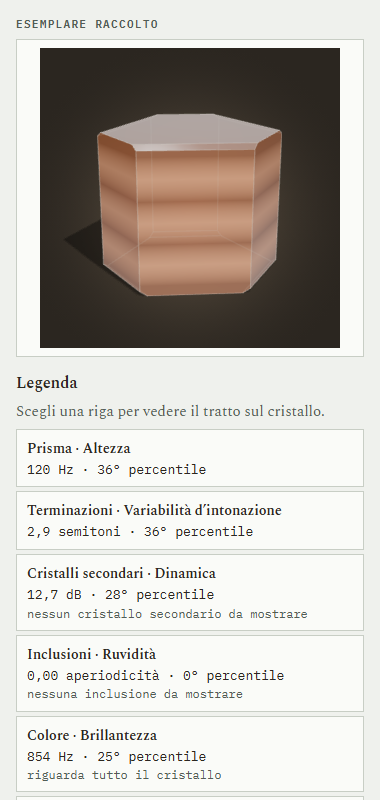 ESEMPLARE RACCOLTO
Legenda
Scegli una riga per vedere il tratto sul cristallo.
Prisma · Altezza
120 Hz · 36° percentile
Terminazioni · Variabilità d’intonazione
2,9 semitoni · 36° percentile
Cristalli secondari · Dinamica
12,7 dB · 28° percentile
nessun cristallo secondario da mostrare
Inclusioni · Ruvidità
0,00 aperiodicità · 0° percentile
nessuna inclusione da mostrare
Colore · Brillantezza
854 Hz · 25° percentile
riguarda tutto il cristallo